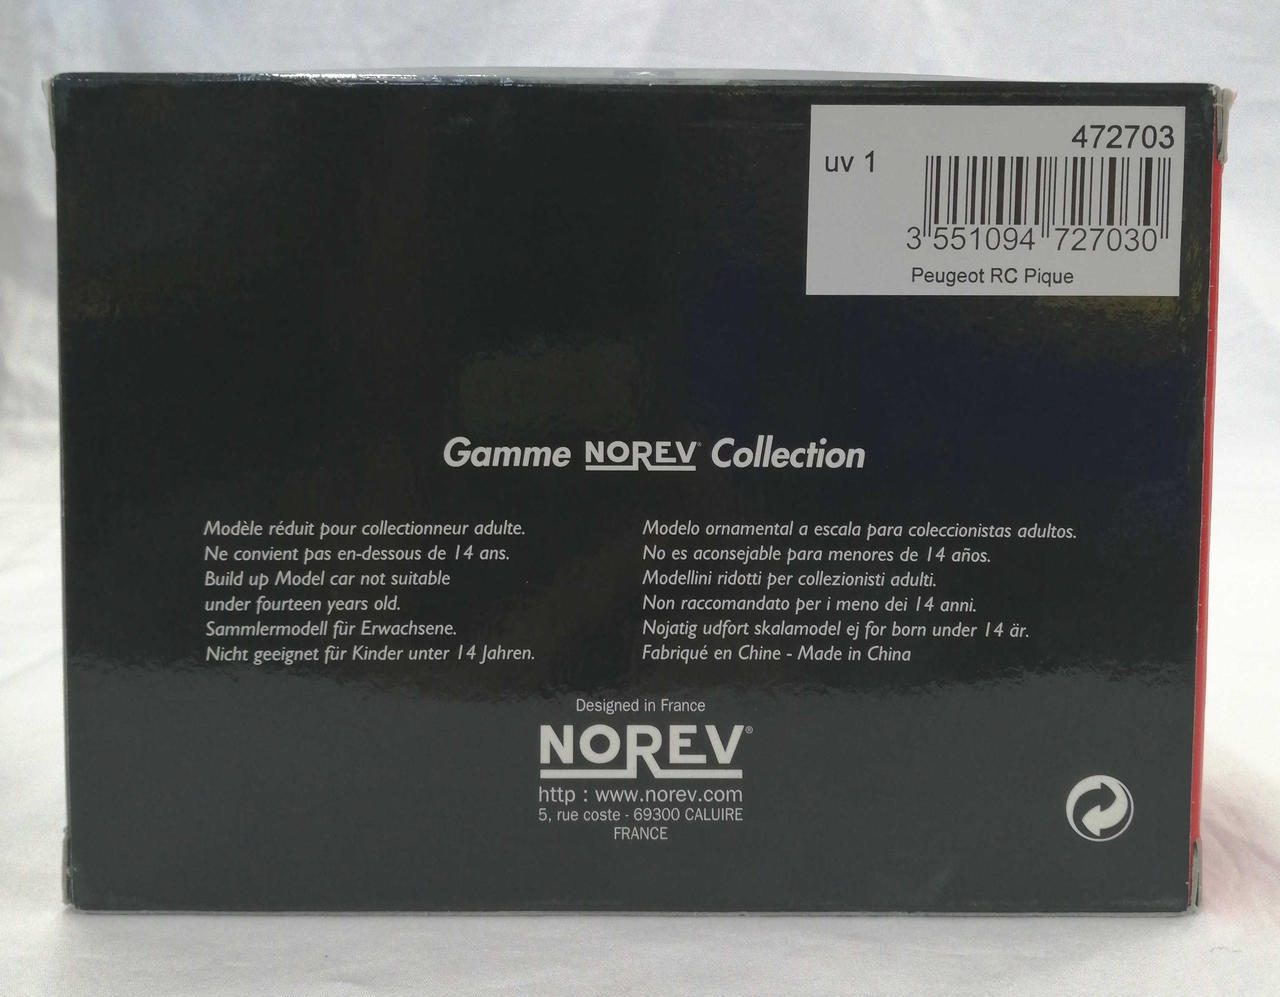 472703
uv 1
3 551094 727030
Peugeot RC Pique
Gamme NOREV® Collection
Modèle réduit pour collectionneur adulte.
Ne convient pas en-dessous de 14 ans.
Build up Model car not suitable
under fourteen years old.
Sammlermodell für Erwachsene.
Nicht geeignet für Kinder unter 14 Jahren.
Modelo ornamental a escala para coleccionistas adultos.
No es aconsejable para menores de 14 años.
Modellini ridotti per collezionisti adulti.
Non raccomandato per i meno dei 14 anni.
Nojatig udfort skalamodel ej for born under 14 är.
Fabriqué en Chine - Made in China
Designed in France
NOREV®
http : www.norev.com
5, rue coste - 69300 CALUIRE
FRANCE